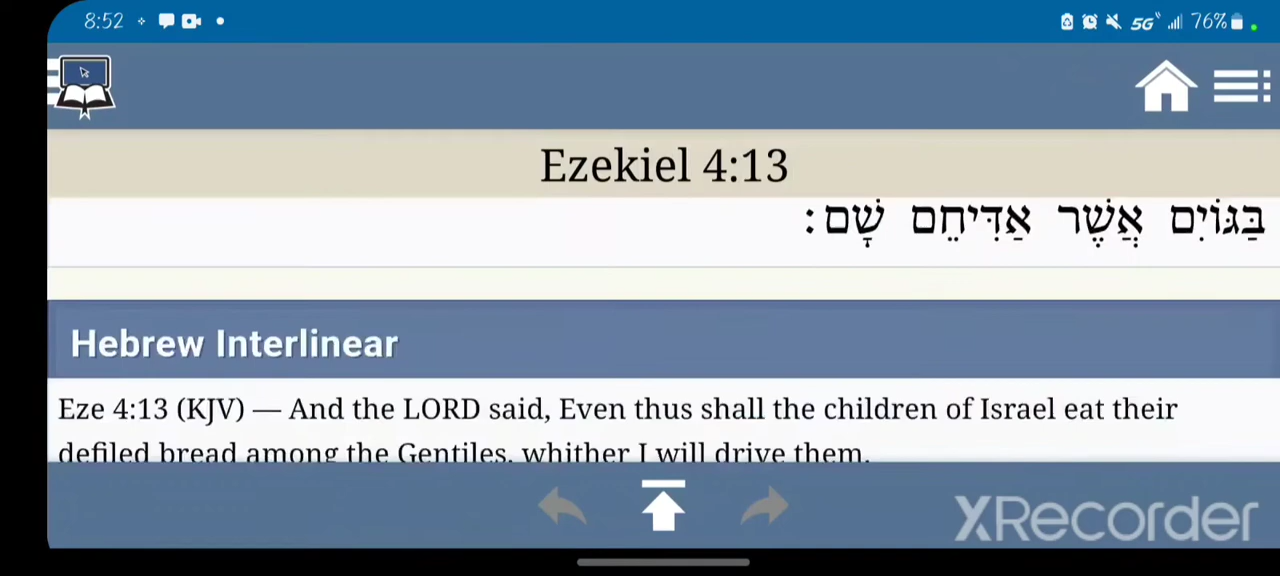 8:52
5G 76%
Ezekiel 4:13
בַּגּוֹיִם אֲשֶׁר אַדִּיחֵם שָׁם׃
Hebrew Interlinear
Eze 4:13 (KJV) — And the LORD said, Even thus shall the children of Israel eat their
defiled bread among the Gentiles, whither I will drive them.
XRecorder